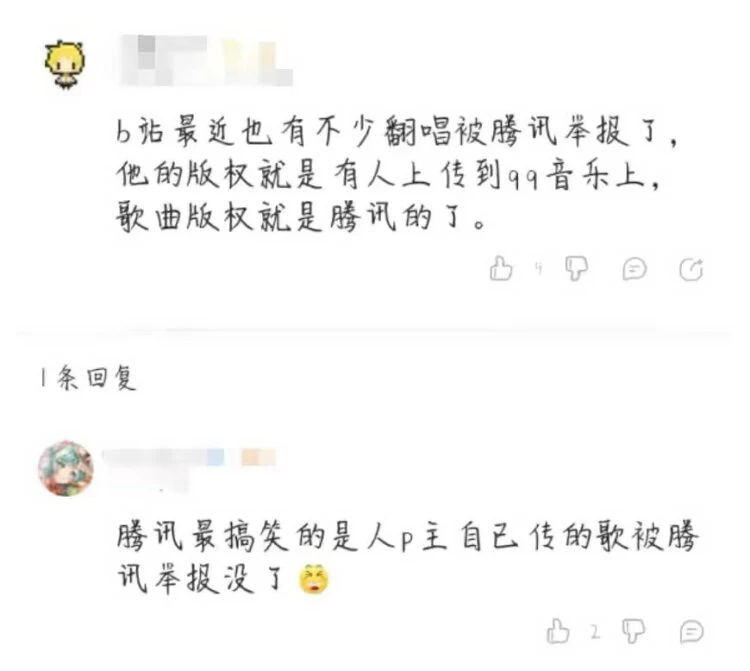 b站最近也有不少翻唱被腾讯举报了，
他的版权就是有人上传到qq音乐上，
歌曲版权就是腾讯的了。
4
1条回复
腾讯最搞笑的是人p主自己传的歌被腾
讯举报没了
2